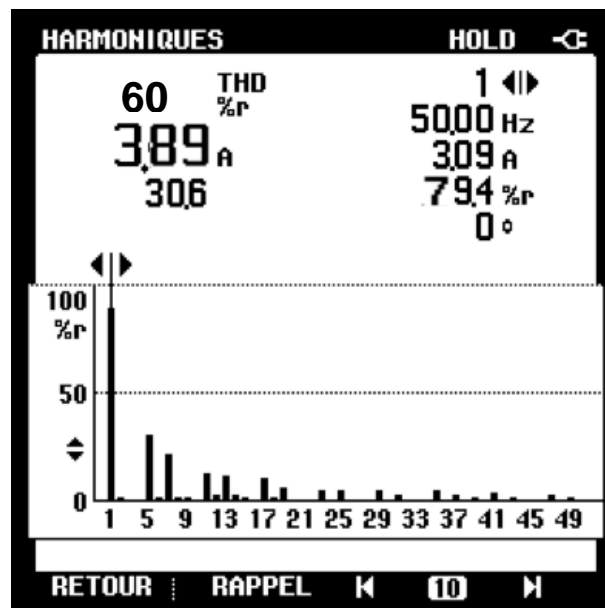 HARMONIQUES HOLD
60 THD %r
3,89 A
30,6
1
50,00 Hz
3,09 A
79,4 %r
0 °
100
%r
50
0
1 5 9 13 17 21 25 29 33 37 41 45 49
RETOUR RAPPEL 10